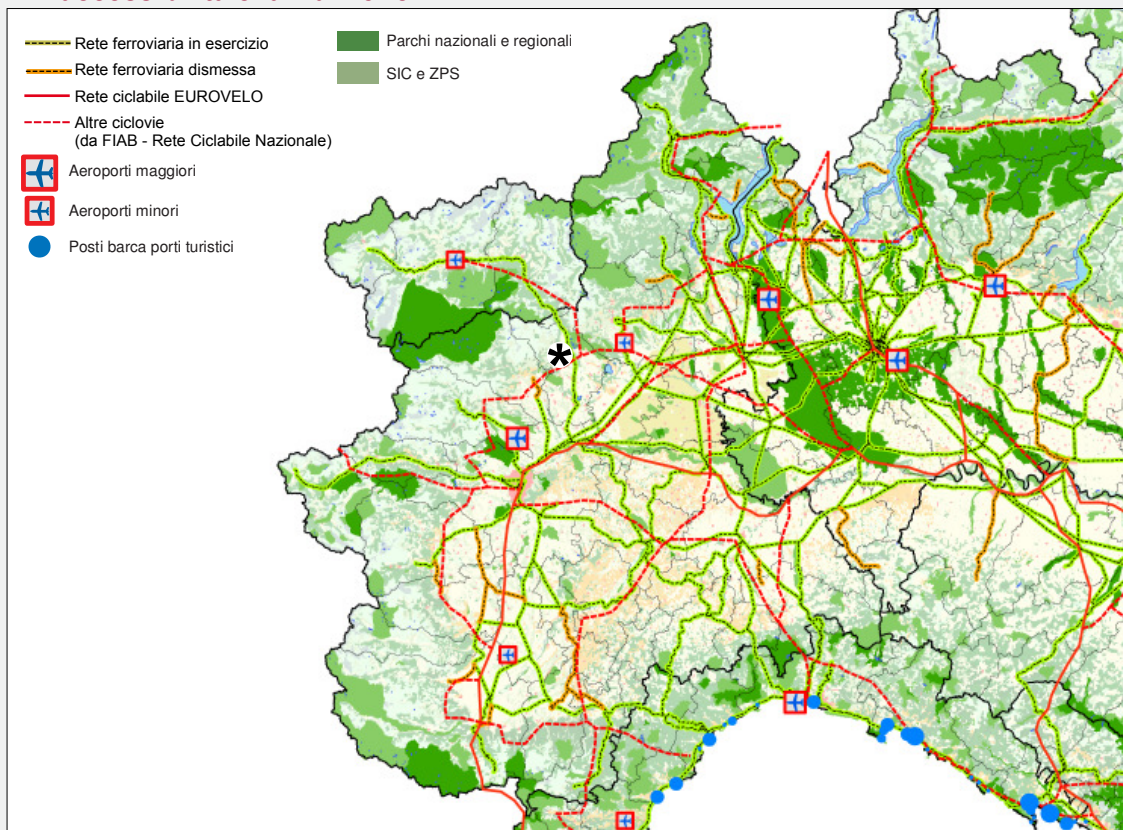 Rete ferroviaria in esercizio
Rete ferroviaria dismessa
Rete ciclabile EUROVELO
Altre ciclovie
(da FIAB - Rete Ciclabile Nazionale)
Aeroporti maggiori
Aeroporti minori
Posti barca porti turistici
Parchi nazionali e regionali
SIC e ZPS
*